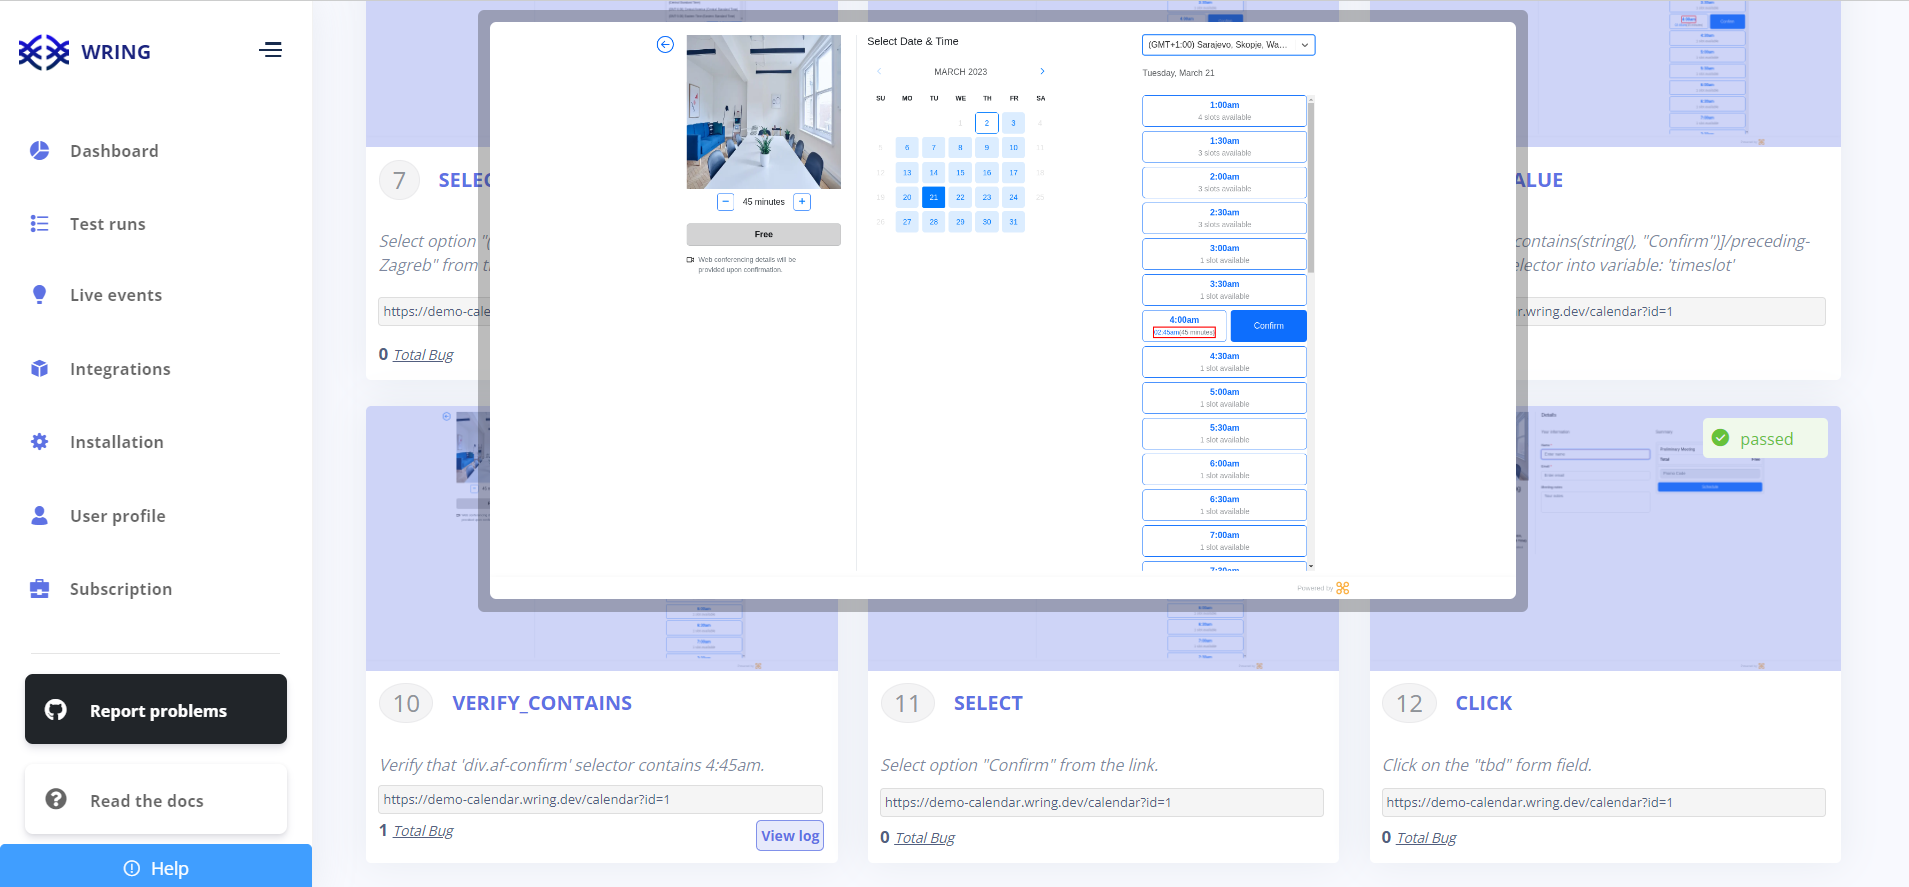 WRING
Dashboard
Test runs
Live events
Integrations
Installation
User profile
Subscription
Report problems
Read the docs
Help
Select Date & Time
(GMT+1:00) Sarajevo, Skopje, Wa...
MARCH 2023
Tuesday, March 21
SU MO TU WE TH FR SA
1 2 3 4
5 6 7 8 9 10 11
12 13 14 15 16 17 18
19 20 21 22 23 24 25
26 27 28 29 30 31
− 45 minutes +
Free
Web conferencing details will be
provided upon confirmation.
1:00am
4 slots available
1:30am
3 slots available
2:00am
3 slots available
2:30am
3 slots available
3:00am
1 slot available
3:30am
1 slot available
4:00am
02:45am(45 minutes)
Confirm
4:30am
1 slot available
5:00am
1 slot available
5:30am
1 slot available
6:00am
1 slot available
6:30am
1 slot available
7:00am
1 slot available
7:30am
Powered by
7 SELEC
Select option "(
Zagreb" from t
https://demo-cale
0 Total Bug
ALUE
contains(string(), "Confirm")]/preceding-
elector into variable: 'timeslot'
ar.wring.dev/calendar?id=1
passed
10 VERIFY_CONTAINS
Verify that 'div.af-confirm' selector contains 4:45am.
https://demo-calendar.wring.dev/calendar?id=1
1 Total Bug
View log
11 SELECT
Select option "Confirm" from the link.
https://demo-calendar.wring.dev/calendar?id=1
0 Total Bug
12 CLICK
Click on the "tbd" form field.
https://demo-calendar.wring.dev/calendar?id=1
0 Total Bug